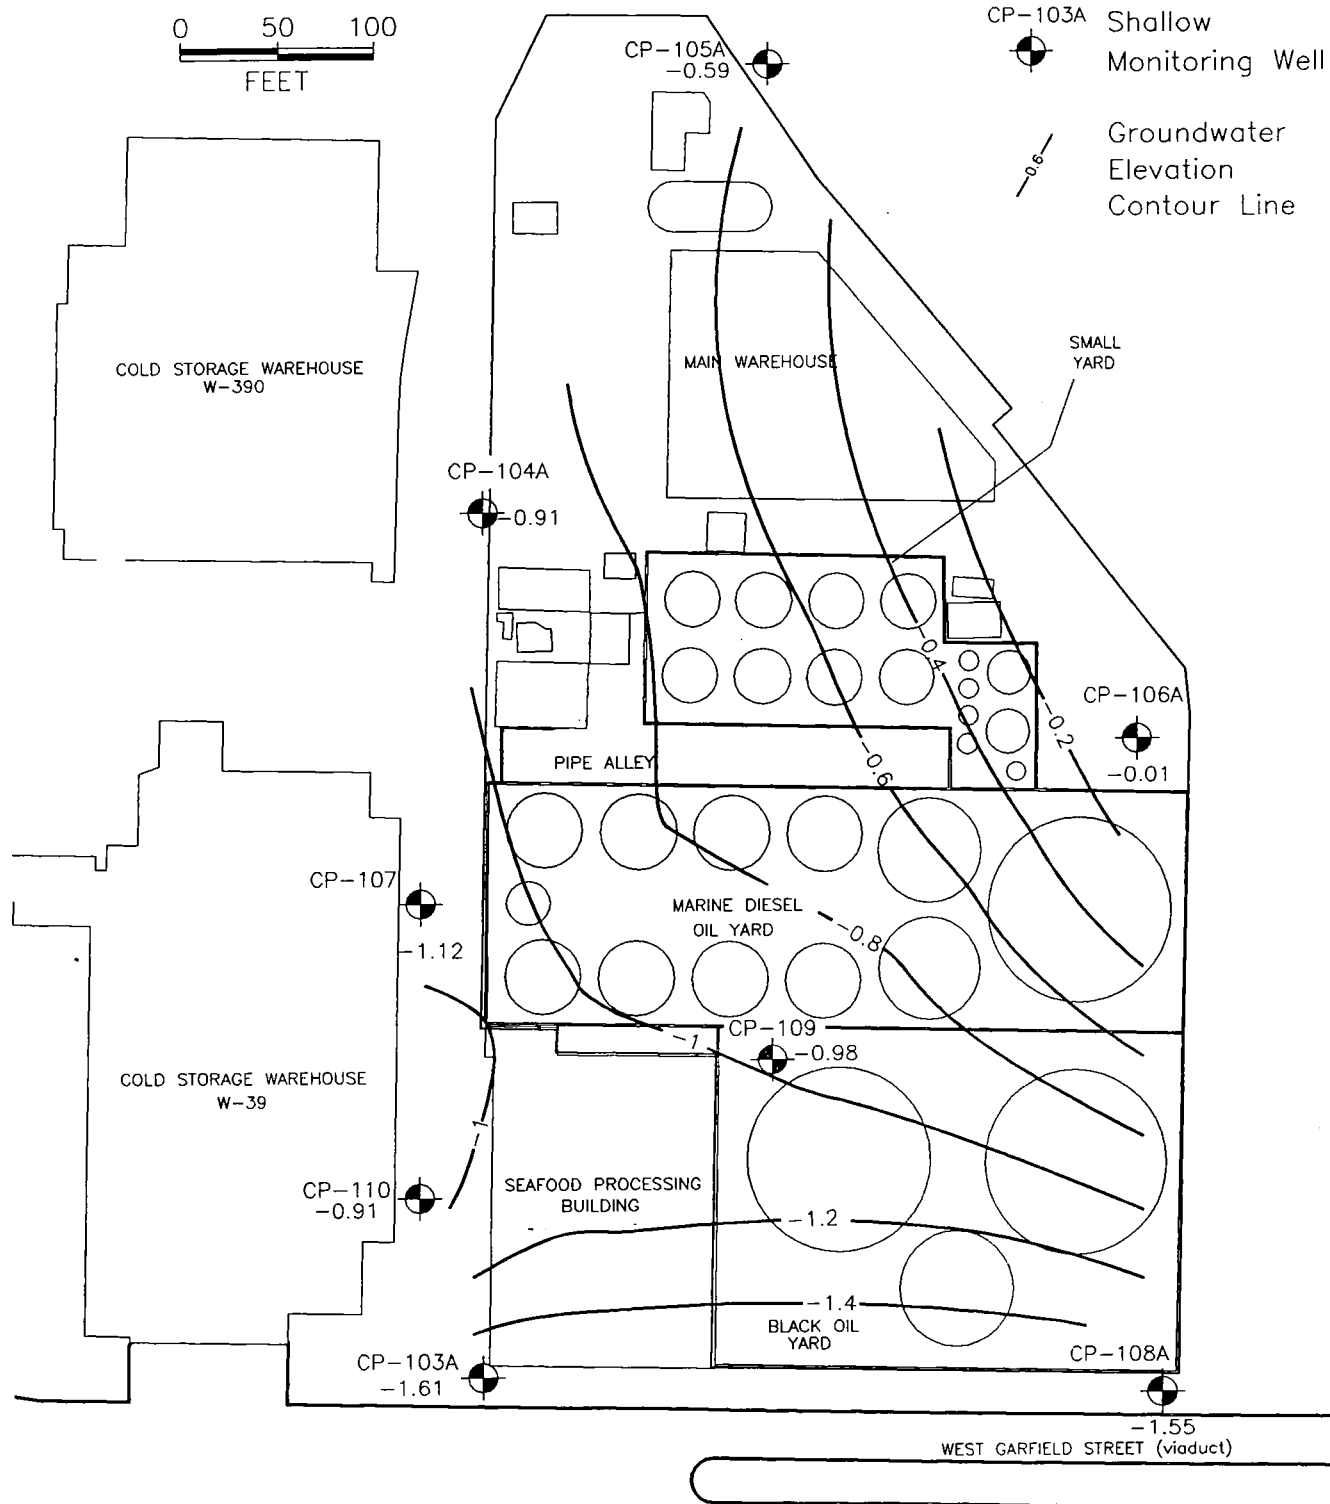 0 50 100
FEET
CP-105A
-0.59
CP-103A Shallow
Monitoring Well
-0.6
Groundwater
Elevation
Contour Line
COLD STORAGE WAREHOUSE
W-390
MAIN WAREHOUSE
SMALL
YARD
CP-104A
-0.91
-0.4
-0.2
CP-106A
-0.01
-0.6
PIPE ALLEY
CP-107
-1.12
MARINE DIESEL
OIL YARD
-0.8
-1
CP-109
-0.98
COLD STORAGE WAREHOUSE
W-39
-1
CP-110
-0.91
SEAFOOD PROCESSING
BUILDING
-1.2
-1.4
BLACK OIL
YARD
CP-103A
-1.61
CP-108A
-1.55
WEST GARFIELD STREET (viaduct)